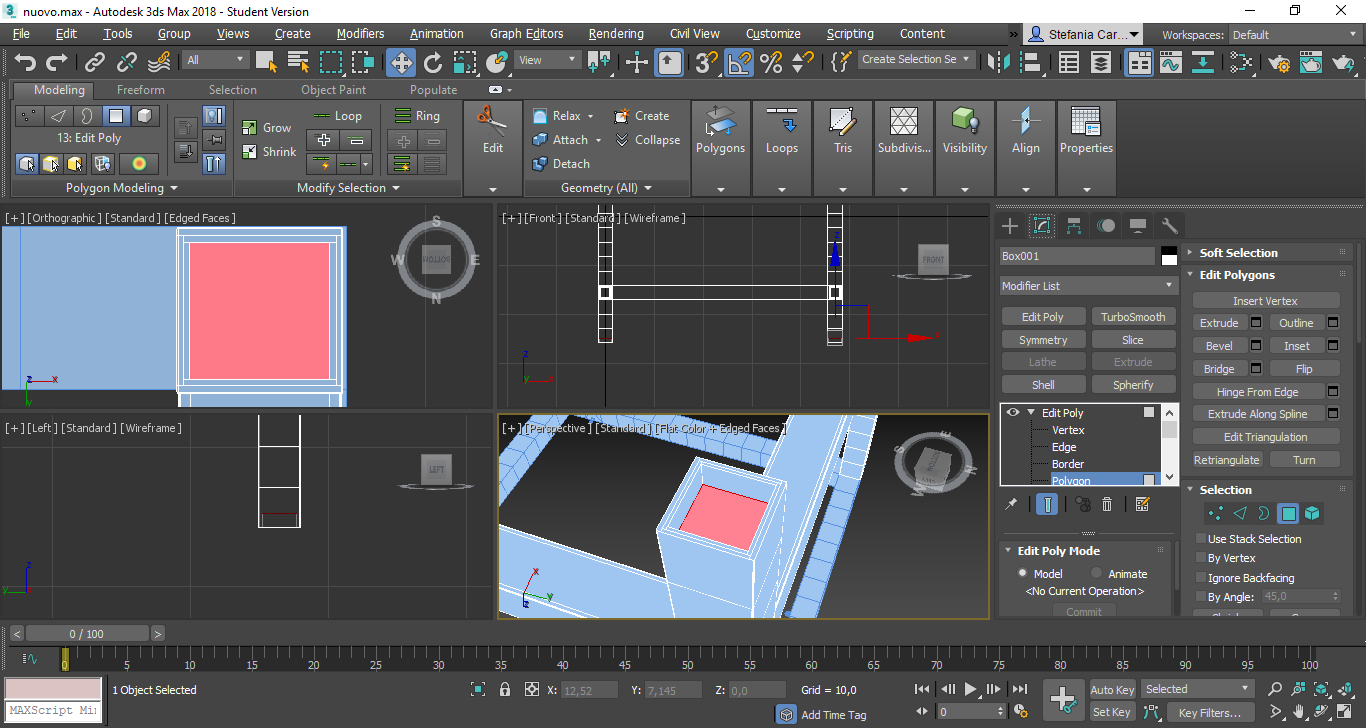 nuovo.max - Autodesk 3ds Max 2018 - Student Version
File Edit Tools Group Views Create Modifiers Animation Graph Editors Rendering Civil View Customize Scripting Content » Stefania Car... Workspaces: Default
All View Create Selection Se
Modeling Freeform Selection Object Paint Populate
13: Edit Poly
Polygon Modeling
Grow
Shrink
Loop
Ring
Modify Selection
Edit
Relax Create
Attach Collapse
Detach
Geometry (All)
Polygons Loops Tris Subdivis... Visibility Align Properties
[+] [Orthographic] [Standard] [Edged Faces]
S
W BOTTOM E
N
z x
y
[+] [Front] [Standard] [Wireframe]
FRONT
z
x
z
y x
[+] [Left] [Standard] [Wireframe]
LEFT
z
y
[+] [Perspective] [Standard] [Flat Color + Edged Faces]
E
S BOTTOM N
W
x
y
z
Box001
Modifier List
Edit Poly TurboSmooth
Symmetry Slice
Lathe Extrude
Shell Spherify
Edit Poly
Vertex
Edge
Border
Polygon
Edit Poly Mode
Model Animate
<No Current Operation>
Commit
Soft Selection
Edit Polygons
Insert Vertex
Extrude Outline
Bevel Inset
Bridge Flip
Hinge From Edge
Extrude Along Spline
Edit Triangulation
Retriangulate Turn
Selection
Use Stack Selection
By Vertex
Ignore Backfacing
By Angle: 45,0
< 0 / 100 >
0 5 10 15 20 25 30 35 40 45 50 55 60 65 70 75 80 85 90 95 100
MAXScript Mi
1 Object Selected
X: 12,52 Y: 7,145 Z: 0,0 Grid = 10,0
Add Time Tag
0
Auto Key Selected
Set Key Key Filters...